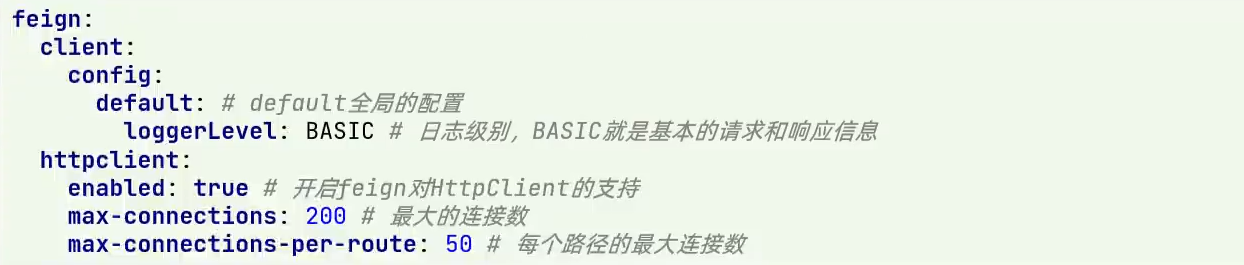 feign:
  client:
    config:
      default: # default全局的配置
        loggerLevel: BASIC # 日志级别，BASIC就是基本的请求和响应信息
  httpclient:
    enabled: true # 开启feign对HttpClient的支持
    max-connections: 200 # 最大的连接数
    max-connections-per-route: 50 # 每个路径的最大连接数